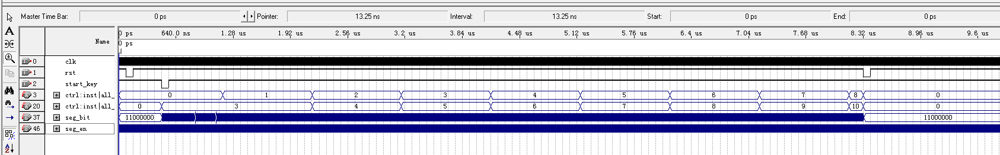 Master Time Bar: 0 ps Pointer: 13.25 ns Interval: 13.25 ns Start: 0 ps End: 0 ps
Name
0 ps 640.0 ns 1.28 us 1.92 us 2.56 us 3.2 us 3.84 us 4.48 us 5.12 us 5.76 us 6.4 us 7.04 us 7.68 us 8.32 us 8.96 us 9.6 us
0 ps
0 clk
1 rst
2 start_key
3 ctrl:inst|all_ 0 1 2 3 4 5 6 7 8 0
20 ctrl:inst|all_ 0 3 4 5 6 7 8 9 10 0
37 seg_bit 11000000 11000000
46 seg_en